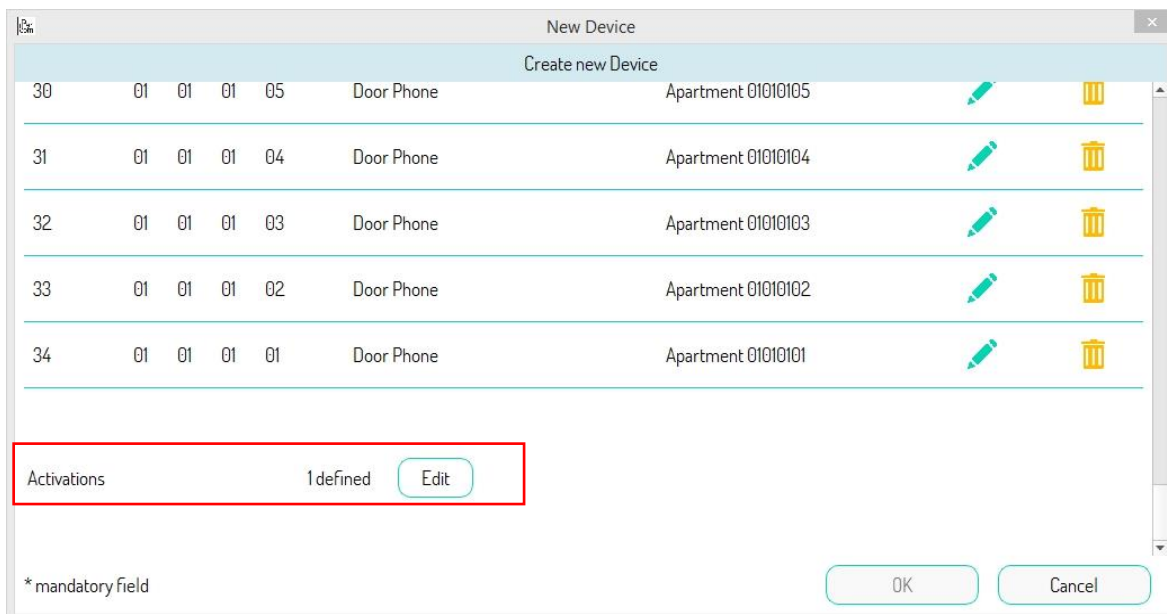 New Device
Create new Device
30 01 01 01 05 Door Phone Apartment 01010105
31 01 01 01 04 Door Phone Apartment 01010104
32 01 01 01 03 Door Phone Apartment 01010103
33 01 01 01 02 Door Phone Apartment 01010102
34 01 01 01 01 Door Phone Apartment 01010101
Activations 1 defined Edit
* mandatory field OK Cancel